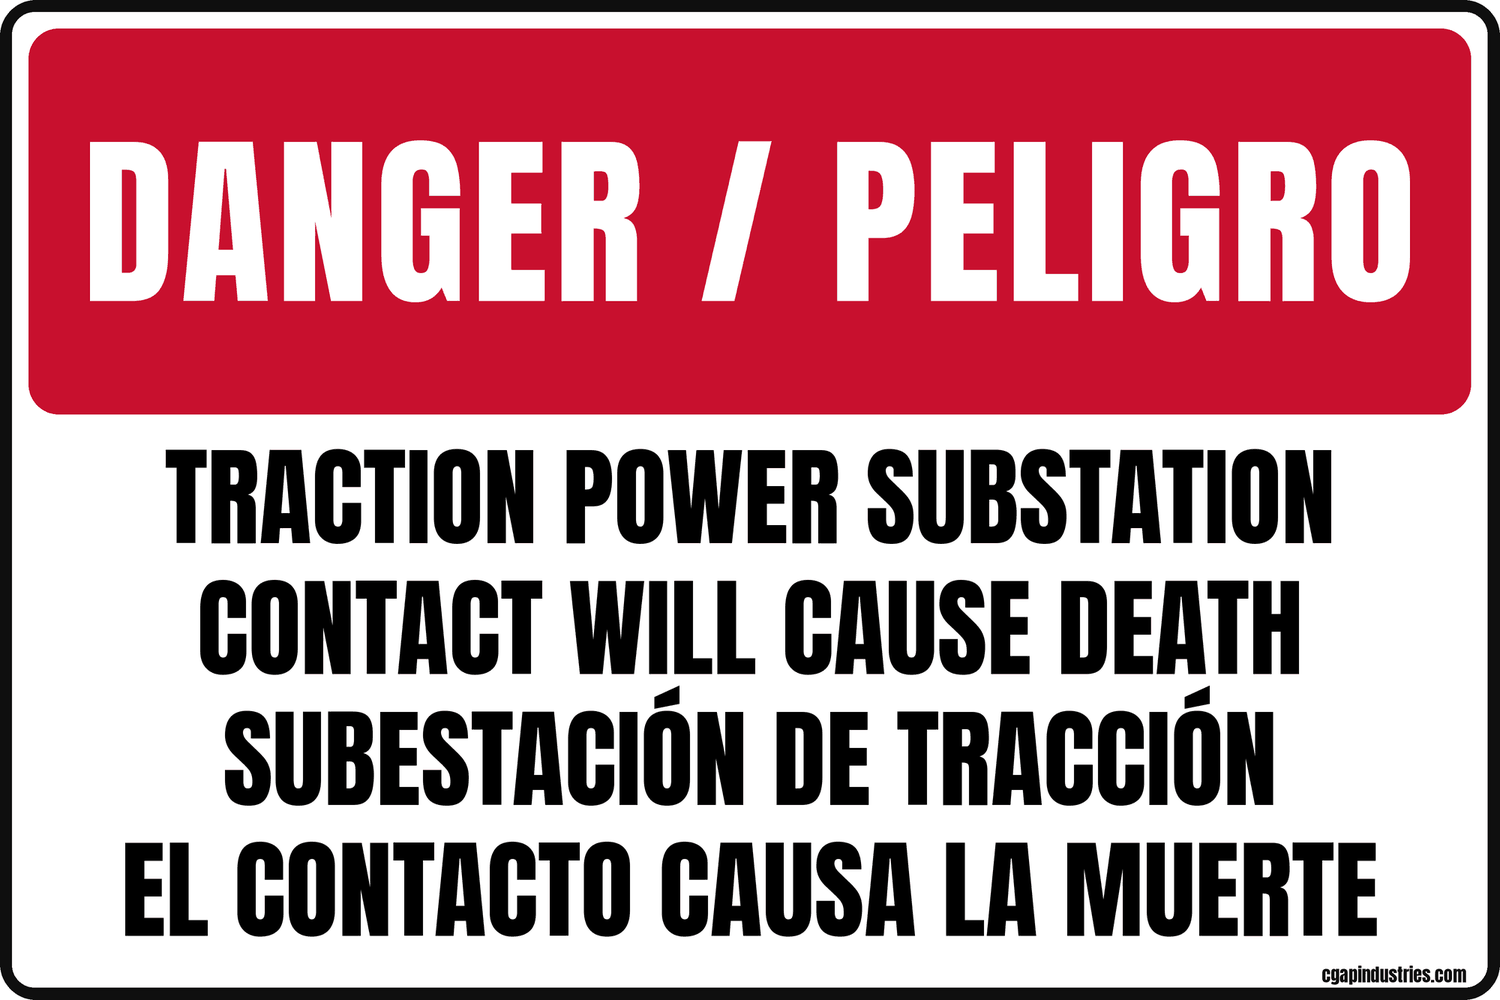 DANGER / PELIGRO
TRACTION POWER SUBSTATION
CONTACT WILL CAUSE DEATH
SUBESTACIÓN DE TRACCIÓN
EL CONTACTO CAUSA LA MUERTE
cgapindustries.com